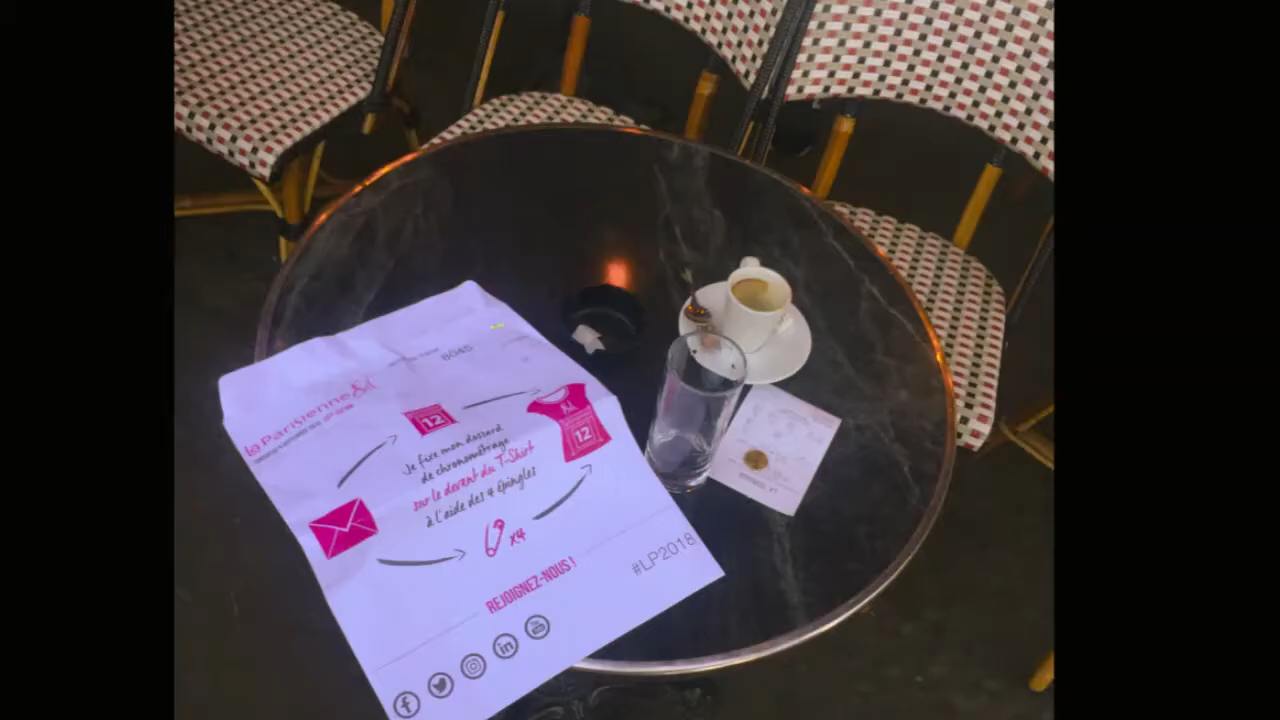 8045
la Parisienne
12
12
Je fixe mon dossard
de chronométrage
sur le devant du T-Shirt
à l'aide des 4 épingles
x4
REJOIGNEZ-NOUS !
#LP2018